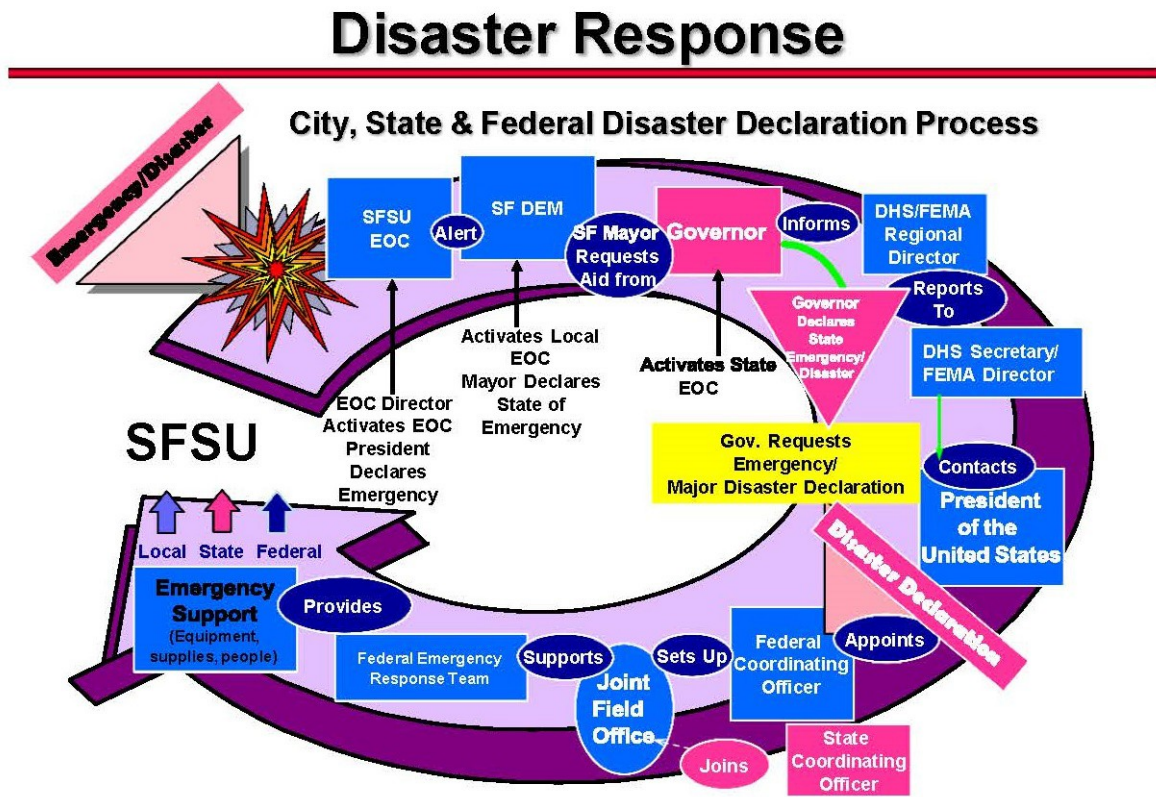 Disaster Response
City, State & Federal Disaster Declaration Process
Emergency/Disaster
SFSU
EOC
Alert
SF DEM
SF Mayor
Requests
Aid from
Governor
Informs
DHS/FEMA
Regional
Director
Reports
To
DHS Secretary/
FEMA Director
Contacts
President
of the
United States
Governor
Declares
State
Emergency/
Disaster
Activates Local
EOC
Mayor Declares
State of
Emergency
Activates State
EOC
EOC Director
Activates EOC
President
Declares
Emergency
Gov. Requests
Emergency/
Major Disaster Declaration
Disaster Declaration
Appoints
Federal
Coordinating
Officer
Sets Up
Joint
Field
Office
State
Coordinating
Officer
Joins
Supports
Federal Emergency
Response Team
Provides
Emergency
Support
(Equipment,
supplies, people)
Local State Federal
SFSU